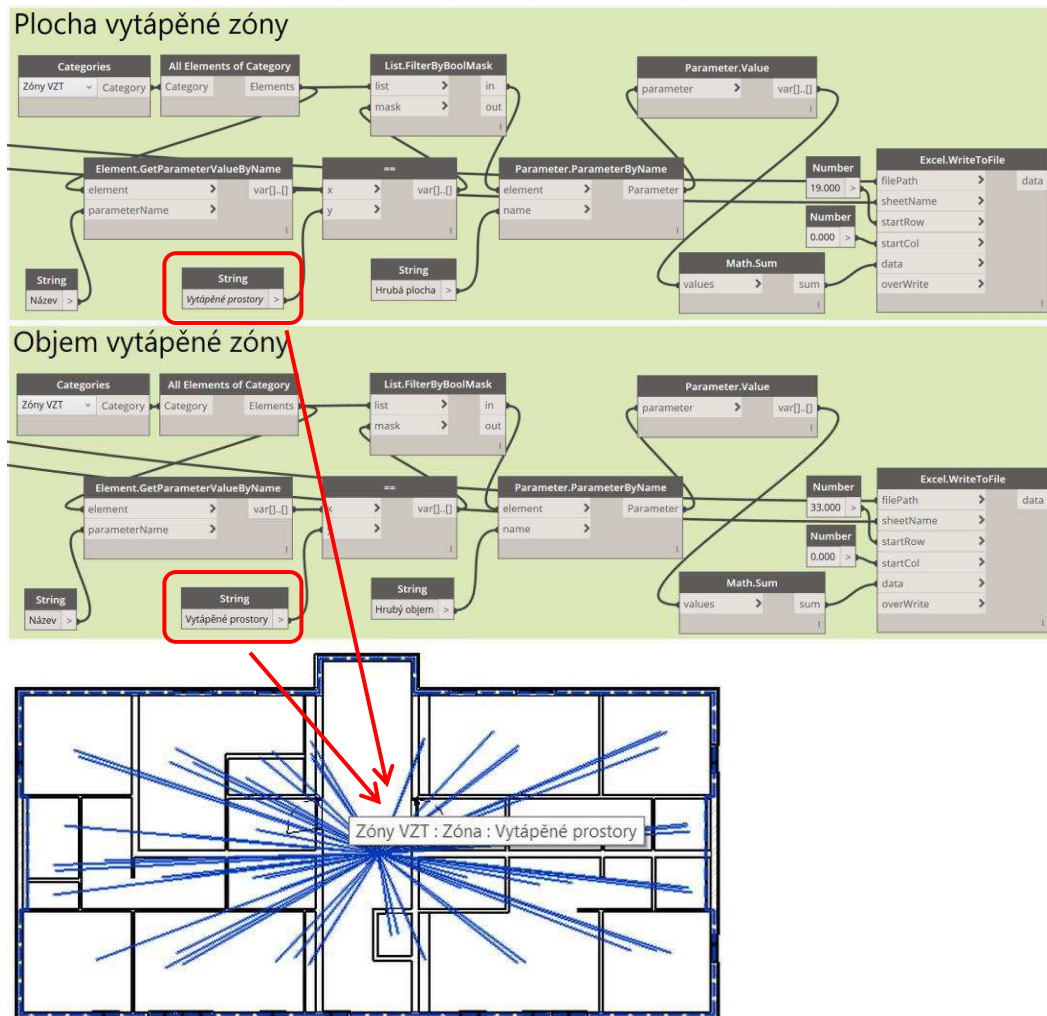 Plocha vytápěné zóny
Categories
Zóny VZT
Category
All Elements of Category
Category
Elements
List.FilterByBoolMask
list > in
mask > out
Parameter.Value
parameter > var[]..[]
Element.GetParameterValueByName
element > var[]..[]
parameterName >
==
x > var[]..[]
y >
Parameter.ParameterByName
element > Parameter
name >
Number
19.000 >
Number
0.000 >
Excel.WriteToFile
filePath > data
sheetName >
startRow >
startCol >
data >
overWrite >
String
Název >
String
Vytápěné prostory >
String
Hrubá plocha >
Math.Sum
values > sum
Objem vytápěné zóny
Categories
Zóny VZT
Category
All Elements of Category
Category
Elements
List.FilterByBoolMask
list > in
mask > out
Parameter.Value
parameter > var[]..[]
Element.GetParameterValueByName
element > var[]..[]
parameterName >
==
x > var[]..[]
>
Parameter.ParameterByName
element > Parameter
name >
Number
33.000 >
Number
0.000 >
Excel.WriteToFile
filePath > data
sheetName >
startRow >
startCol >
data >
overWrite >
String
Název >
String
Vytápěné prostory >
String
Hrubý objem >
Math.Sum
values > sum
Zóny VZT : Zóna : Vytápěné prostory